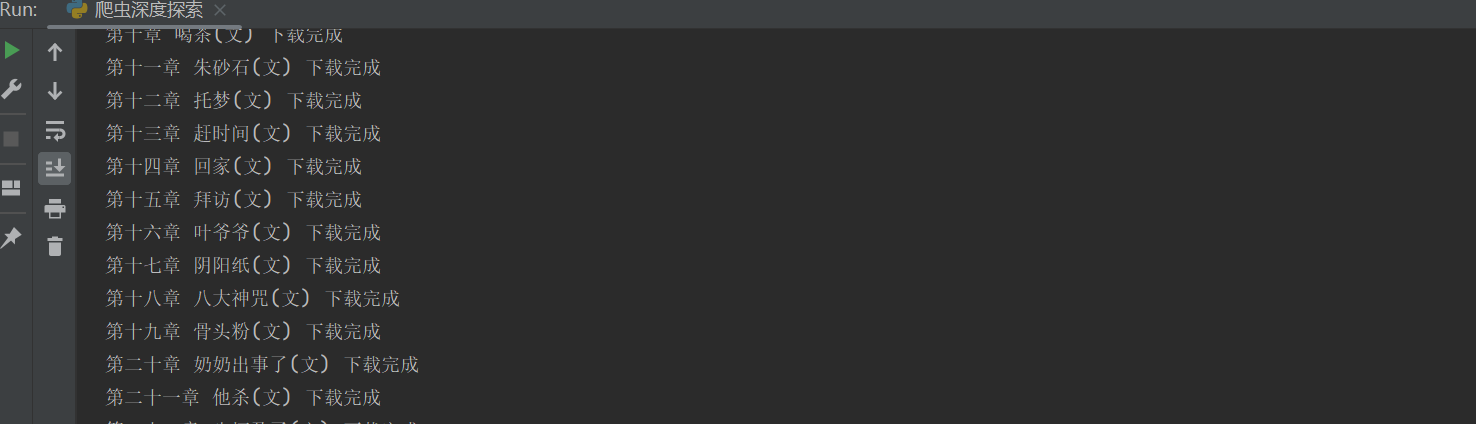 Run:
爬虫深度探索
第十章 喝茶(文) 下载完成
第十一章 朱砂石(文) 下载完成
第十二章 托梦(文) 下载完成
第十三章 赶时间(文) 下载完成
第十四章 回家(文) 下载完成
第十五章 拜访(文) 下载完成
第十六章 叶爷爷(文) 下载完成
第十七章 阴阳纸(文) 下载完成
第十八章 八大神咒(文) 下载完成
第十九章 骨头粉(文) 下载完成
第二十章 奶奶出事了(文) 下载完成
第二十一章 他杀(文) 下载完成